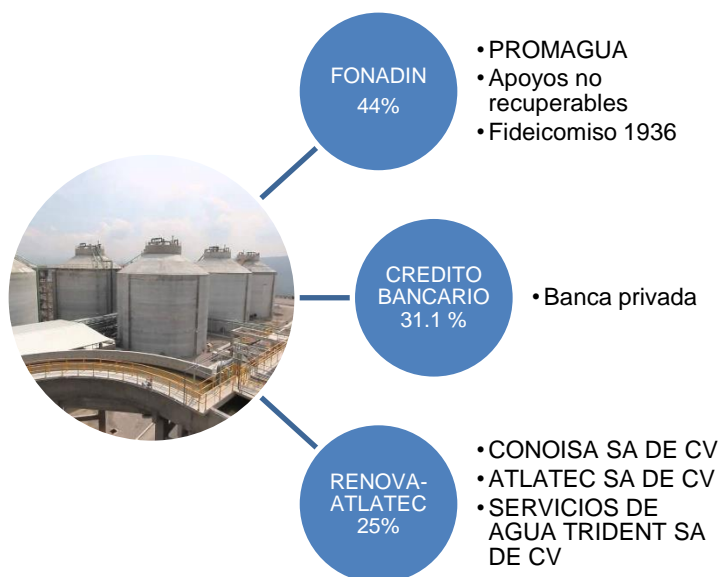 FONADIN
44%
• PROMAGUA
• Apoyos no
recuperables
• Fideicomiso 1936
CREDITO
BANCARIO
31.1 %
• Banca privada
RENOVA-
ATLATEC
25%
• CONOISA SA DE CV
• ATLATEC SA DE CV
• SERVICIOS DE
AGUA TRIDENT SA
DE CV